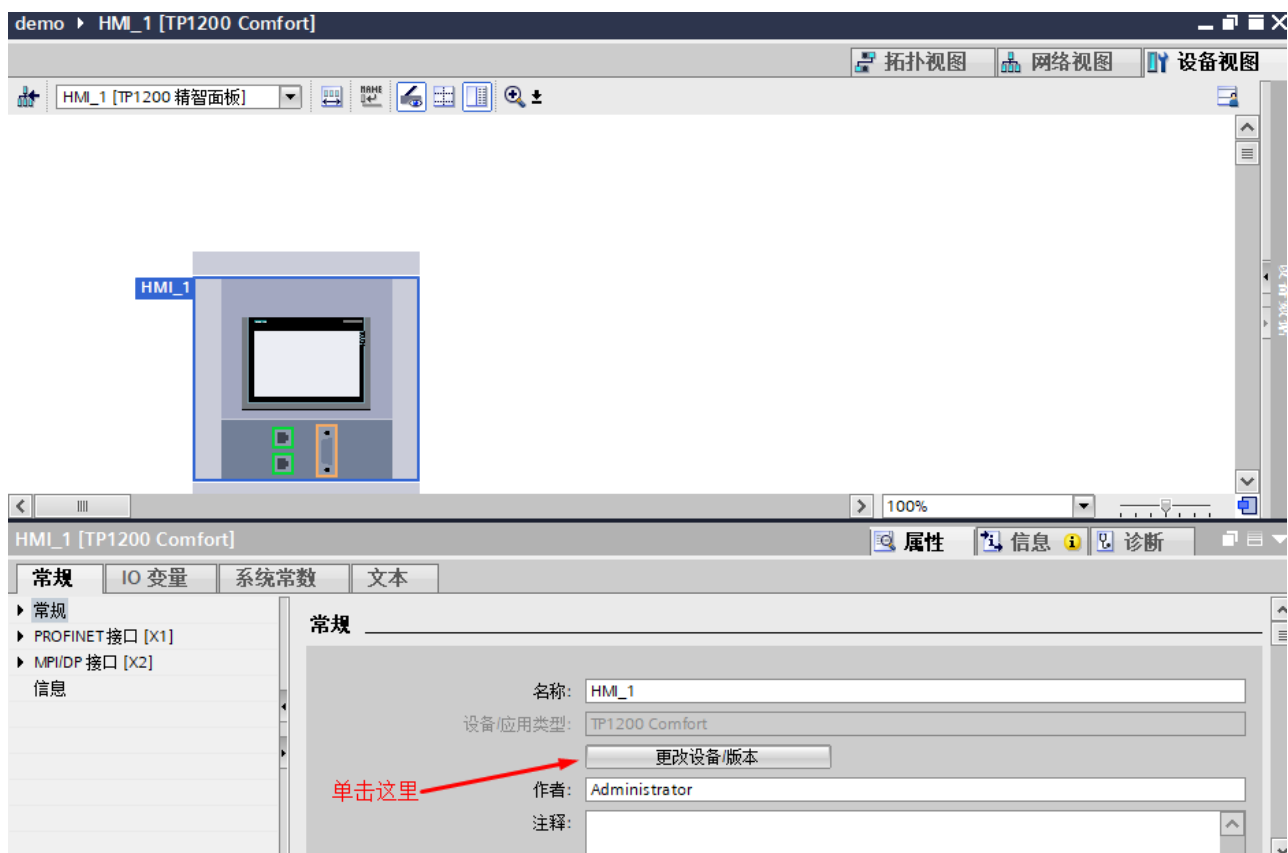 demo ▸ HMI_1 [TP1200 Comfort]
拓扑视图 网络视图 设备视图
HMI_1 [TP1200 精智面板]
HMI_1
100%
HMI_1 [TP1200 Comfort]
属性 信息 诊断
常规 IO 变量 系统常数 文本
常规
PROFINET接口 [X1]
MPI/DP 接口 [X2]
信息
常规
名称: HMI_1
设备/应用类型: TP1200 Comfort
更改设备/版本
单击这里
作者: Administrator
注释: